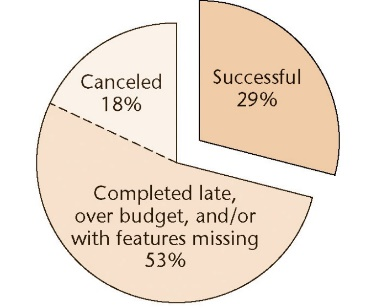 Canceled
18%
Successful
29%
Completed late,
over budget, and/or
with features missing
53%